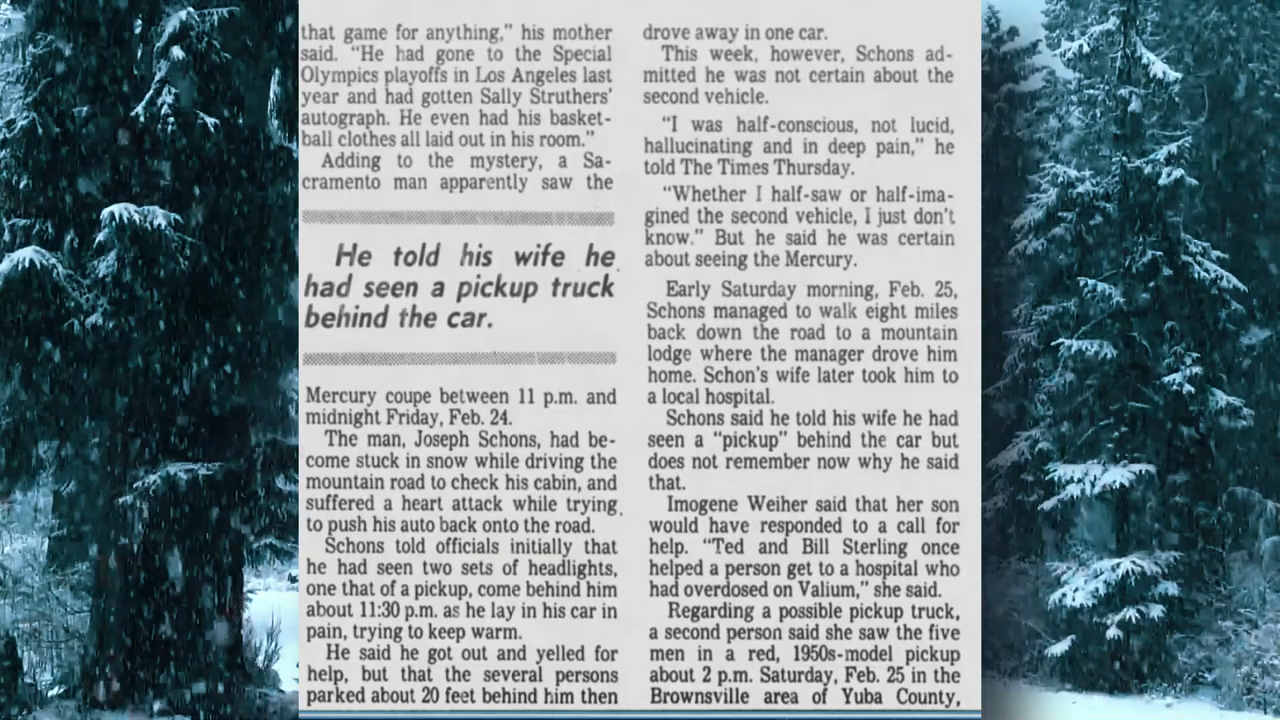 that game for anything," his mother
said. "He had gone to the Special
Olympics playoffs in Los Angeles last
year and had gotten Sally Struthers'
autograph. He even had his basket-
ball clothes all laid out in his room."
Adding to the mystery, a Sa-
cramento man apparently saw the
He told his wife he
had seen a pickup truck
behind the car.
Mercury coupe between 11 p.m. and
midnight Friday, Feb. 24.
The man, Joseph Schons, had be-
come stuck in snow while driving the
mountain road to check his cabin, and
suffered a heart attack while trying
to push his auto back onto the road.
Schons told officials initially that
he had seen two sets of headlights,
one that of a pickup, come behind him
about 11:30 p.m. as he lay in his car in
pain, trying to keep warm.
He said he got out and yelled for
help, but that the several persons
parked about 20 feet behind him then
drove away in one car.
This week, however, Schons ad-
mitted he was not certain about the
second vehicle.
"I was half-conscious, not lucid,
hallucinating and in deep pain," he
told The Times Thursday.
"Whether I half-saw or half-ima-
gined the second vehicle, I just don't
know." But he said he was certain
about seeing the Mercury.
Early Saturday morning, Feb. 25,
Schons managed to walk eight miles
back down the road to a mountain
lodge where the manager drove him
home. Schon's wife later took him to
a local hospital.
Schons said he told his wife he had
seen a "pickup" behind the car but
does not remember now why he said
that.
Imogene Weiher said that her son
would have responded to a call for
help. "Ted and Bill Sterling once
helped a person get to a hospital who
had overdosed on Valium," she said.
Regarding a possible pickup truck,
a second person said she saw the five
men in a red, 1950s-model pickup
about 2 p.m. Saturday, Feb. 25 in the
Brownsville area of Yuba County,